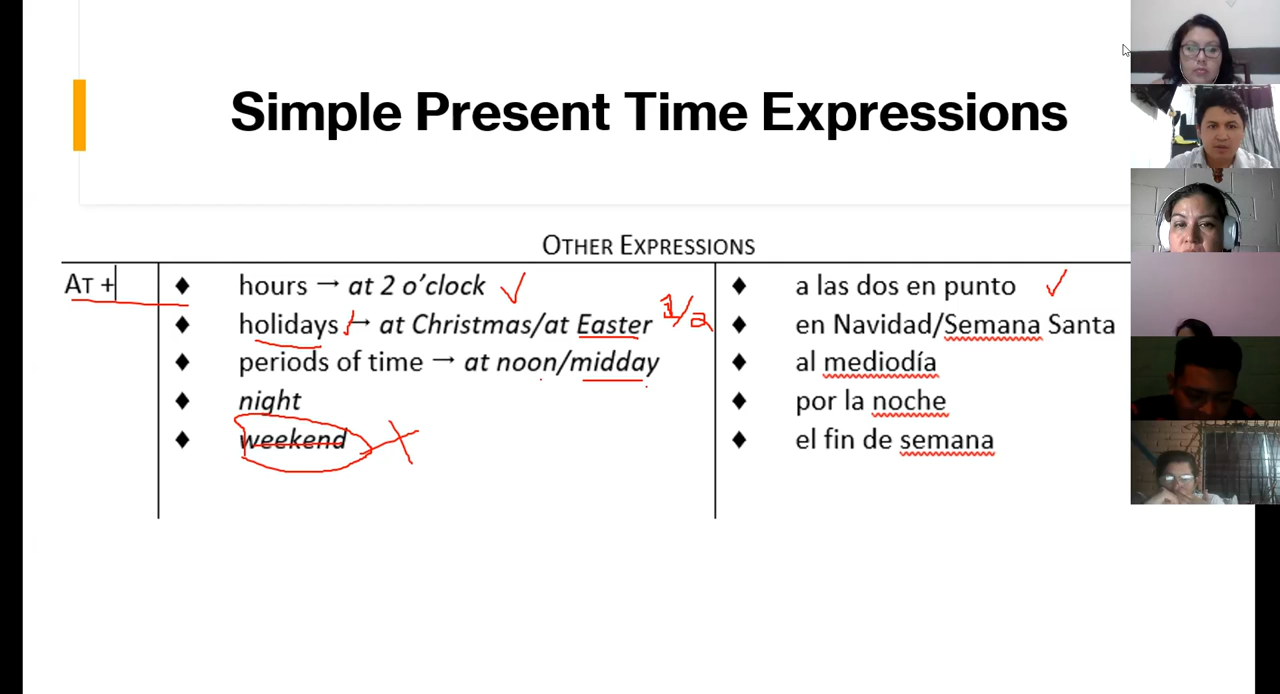 Simple Present Time Expressions
OTHER EXPRESSIONS
AT + ♦ hours → at 2 o'clock ✓ ♦ a las dos en punto ✓
♦ holidays → at Christmas/at Easter 1/2 ♦ en Navidad/Semana Santa
♦ periods of time → at noon/midday ♦ al mediodía
♦ night ♦ por la noche
♦ weekend ♦ el fin de semana